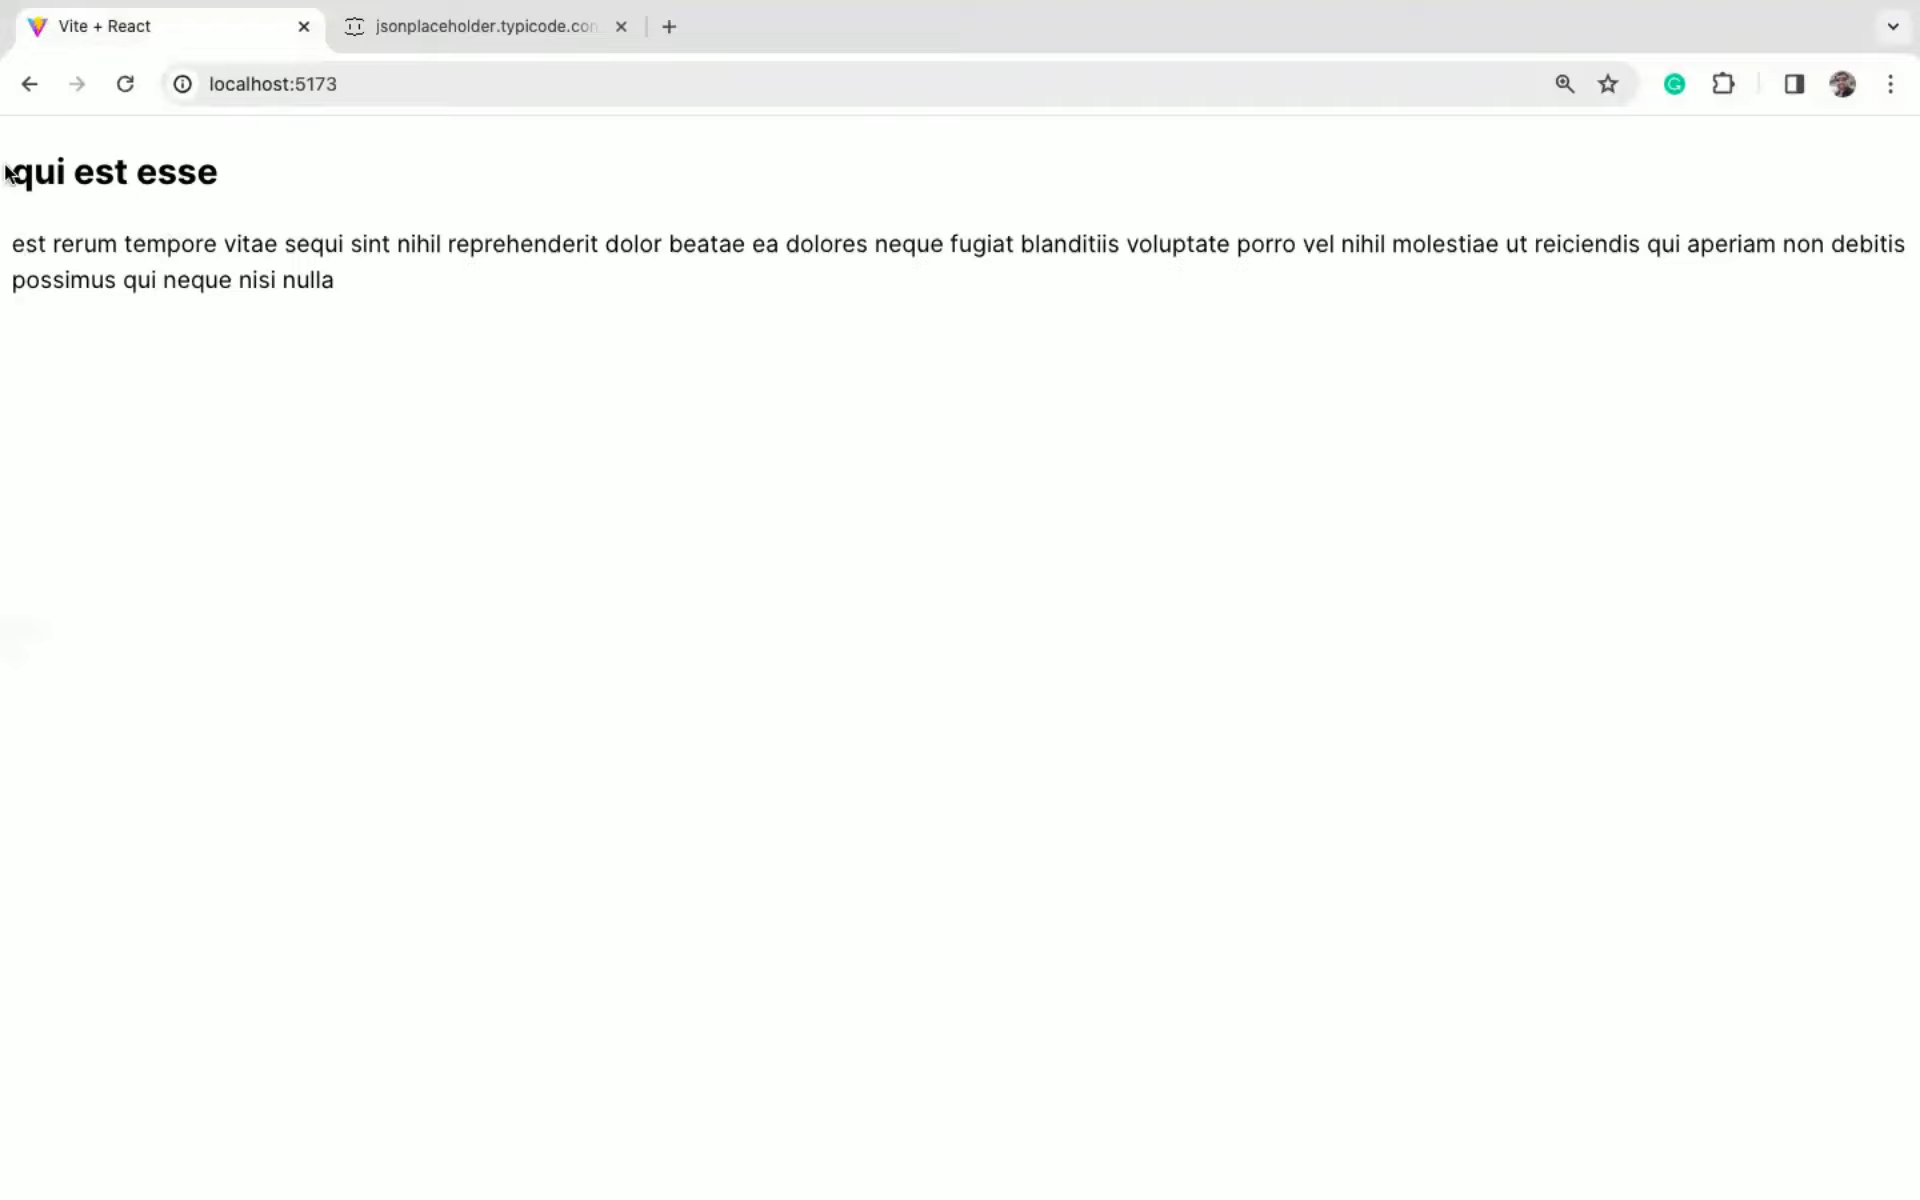 Vite + React
jsonplaceholder.typicode.con
localhost:5173
qui est esse
est rerum tempore vitae sequi sint nihil reprehenderit dolor beatae ea dolores neque fugiat blanditiis voluptate porro vel nihil molestiae ut reiciendis qui aperiam non debitis
possimus qui neque nisi nulla